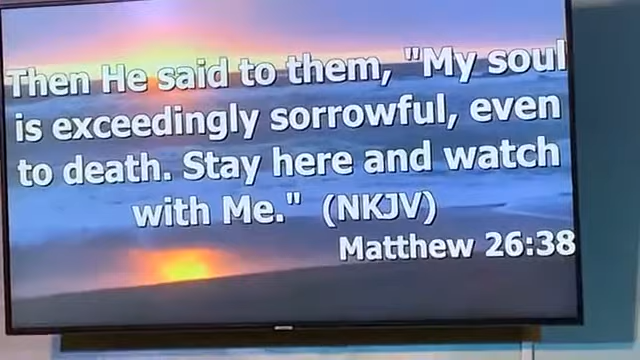 Then He said to them, "My soul
is exceedingly sorrowful, even
to death. Stay here and watch
with Me." (NKJV)
Matthew 26:38